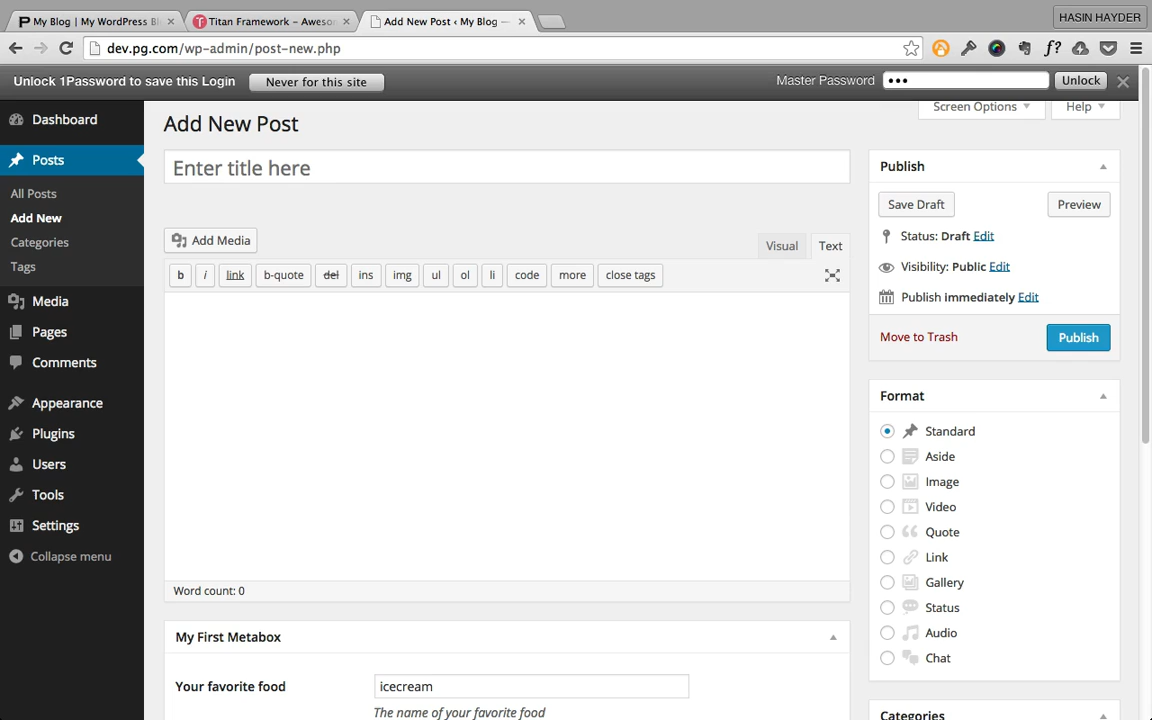 My Blog | My WordPress Bl
Titan Framework – Awesom
Add New Post ‹ My Blog —
HASIN HAYDER
dev.pg.com/wp-admin/post-new.php
f?
Unlock 1Password to save this Login
Never for this site
Master Password
•••
Unlock
Dashboard
Posts
All Posts
Add New
Categories
Tags
Media
Pages
Comments
Appearance
Plugins
Users
Tools
Settings
Collapse menu
Screen Options
Help
Add New Post
Enter title here
Add Media
Visual
Text
b
i
link
b-quote
del
ins
img
ul
ol
li
code
more
close tags
Word count: 0
My First Metabox
Your favorite food
icecream
The name of your favorite food
Publish
Save Draft
Preview
Status: Draft Edit
Visibility: Public Edit
Publish immediately Edit
Move to Trash
Publish
Format
Standard
Aside
Image
Video
Quote
Link
Gallery
Status
Audio
Chat
Categories